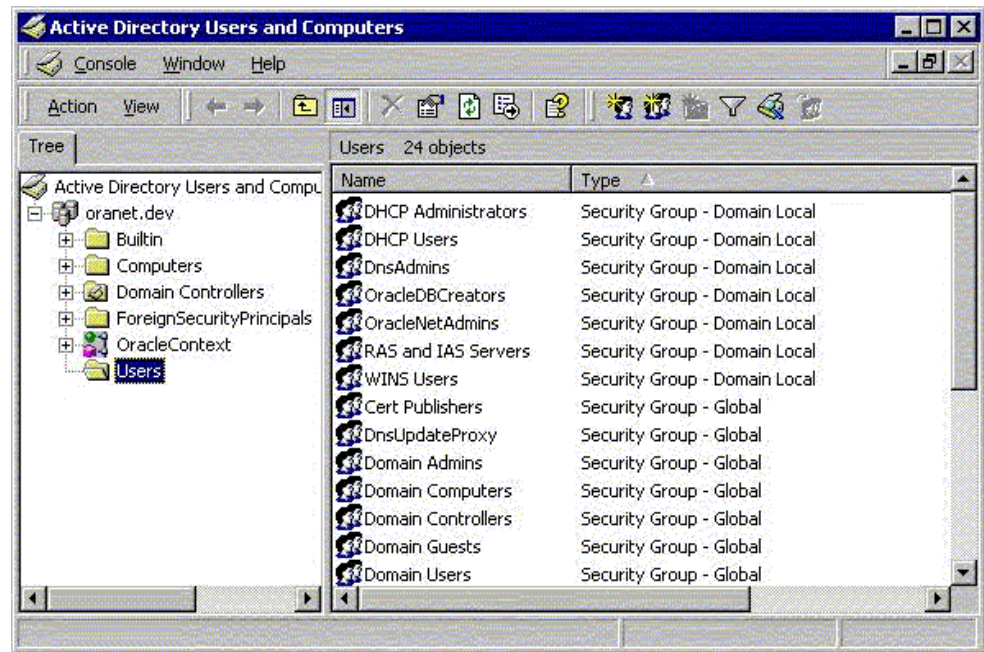 Active Directory Users and Computers
Console Window Help
Action View
Tree
Users 24 objects
Active Directory Users and Compu
oranet.dev
Builtin
Computers
Domain Controllers
ForeignSecurityPrincipals
OracleContext
Users
Name Type
DHCP Administrators Security Group - Domain Local
DHCP Users Security Group - Domain Local
DnsAdmins Security Group - Domain Local
OracleDBCreators Security Group - Domain Local
OracleNetAdmins Security Group - Domain Local
RAS and IAS Servers Security Group - Domain Local
WINS Users Security Group - Domain Local
Cert Publishers Security Group - Global
DnsUpdateProxy Security Group - Global
Domain Admins Security Group - Global
Domain Computers Security Group - Global
Domain Controllers Security Group - Global
Domain Guests Security Group - Global
Domain Users Security Group - Global